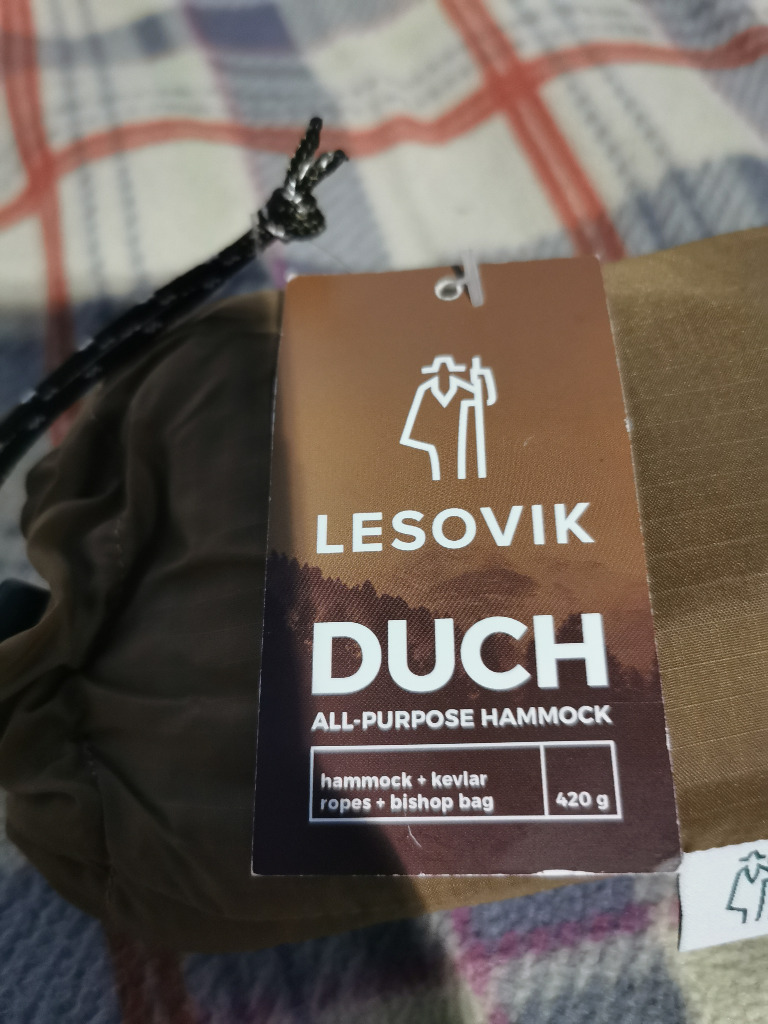 LESOVIK
DUCH
ALL-PURPOSE HAMMOCK
hammock + kevlar
ropes + bishop bag
420 g